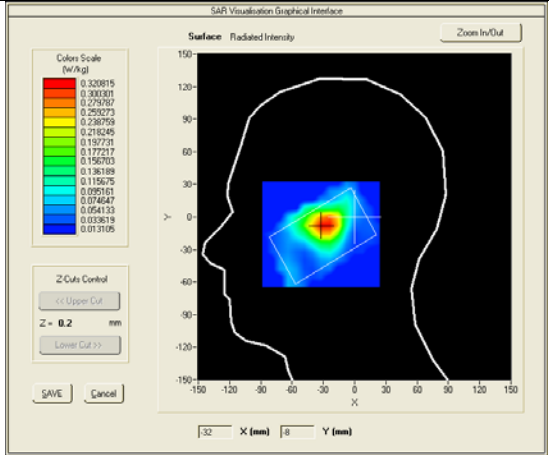 SAR Visualisation Graphical Interface
Surface Radiated Intensity
Zoom In/Out
Colors Scale
(W/kg)
0.320815
0.300301
0.279787
0.259273
0.238759
0.218245
0.197731
0.177217
0.156703
0.136189
0.115675
0.095161
0.074647
0.054133
0.033619
0.013105
Z-Cuts Control
<< Upper Cut
Z = 0.2 mm
Lower Cut >>
SAVE Cancel
150-
120-
90-
60-
30-
Y 0-
-30-
-60-
-90-
-120-
-150-
-150 -120 -90 -60 -30 0 30 60 90 120 150
X
-32 X (mm) -8 Y (mm)